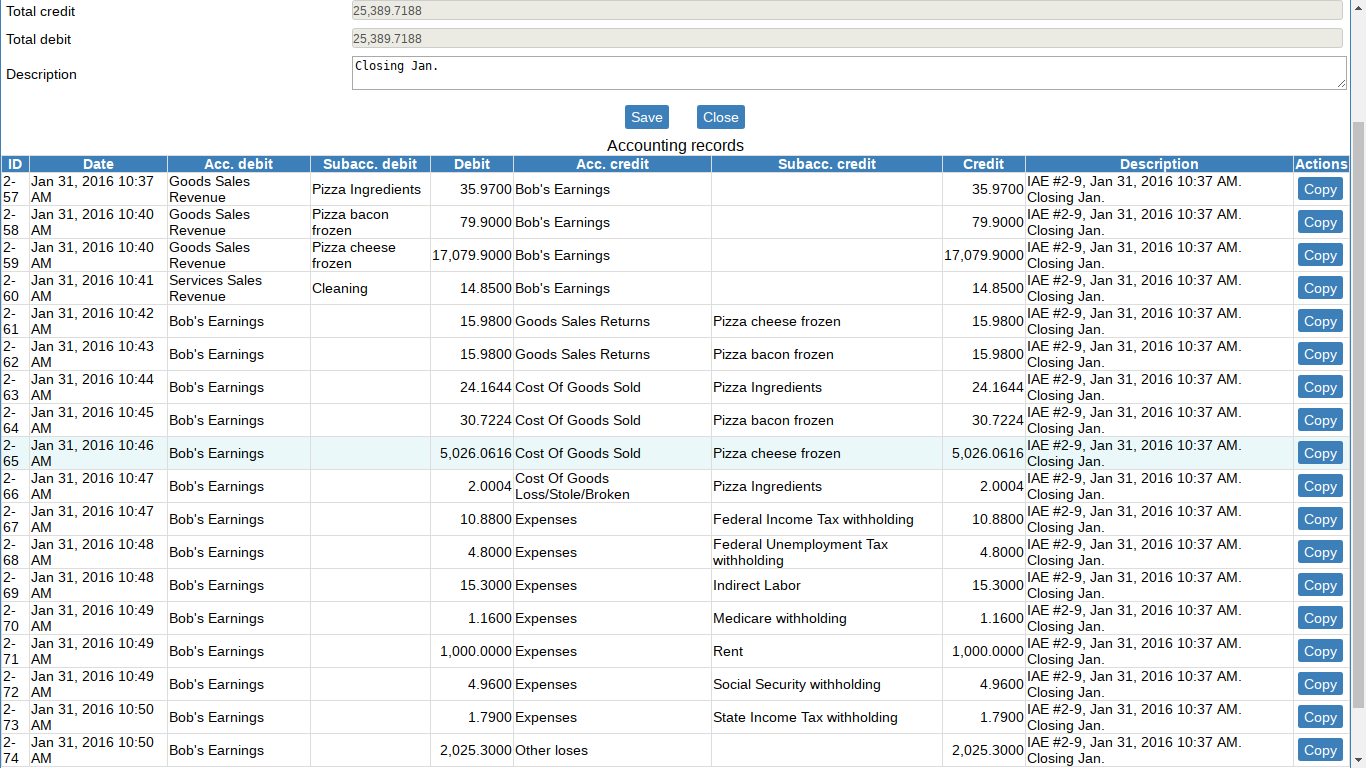 Total credit 25,389.7188
Total debit 25,389.7188
Description Closing Jan.
Save Close
Accounting records
ID Date Acc. debit Subacc. debit Debit Acc. credit Subacc. credit Credit Description Actions
2-57 Jan 31, 2016 10:37 AM Goods Sales Revenue Pizza Ingredients 35.9700 Bob's Earnings 35.9700 IAE #2-9, Jan 31, 2016 10:37 AM. Closing Jan. Copy
2-58 Jan 31, 2016 10:40 AM Goods Sales Revenue Pizza bacon frozen 79.9000 Bob's Earnings 79.9000 IAE #2-9, Jan 31, 2016 10:37 AM. Closing Jan. Copy
2-59 Jan 31, 2016 10:40 AM Goods Sales Revenue Pizza cheese frozen 17,079.9000 Bob's Earnings 17,079.9000 IAE #2-9, Jan 31, 2016 10:37 AM. Closing Jan. Copy
2-60 Jan 31, 2016 10:41 AM Services Sales Revenue Cleaning 14.8500 Bob's Earnings 14.8500 IAE #2-9, Jan 31, 2016 10:37 AM. Closing Jan. Copy
2-61 Jan 31, 2016 10:42 AM Bob's Earnings 15.9800 Goods Sales Returns Pizza cheese frozen 15.9800 IAE #2-9, Jan 31, 2016 10:37 AM. Closing Jan. Copy
2-62 Jan 31, 2016 10:43 AM Bob's Earnings 15.9800 Goods Sales Returns Pizza bacon frozen 15.9800 IAE #2-9, Jan 31, 2016 10:37 AM. Closing Jan. Copy
2-63 Jan 31, 2016 10:44 AM Bob's Earnings 24.1644 Cost Of Goods Sold Pizza Ingredients 24.1644 IAE #2-9, Jan 31, 2016 10:37 AM. Closing Jan. Copy
2-64 Jan 31, 2016 10:45 AM Bob's Earnings 30.7224 Cost Of Goods Sold Pizza bacon frozen 30.7224 IAE #2-9, Jan 31, 2016 10:37 AM. Closing Jan. Copy
2-65 Jan 31, 2016 10:46 AM Bob's Earnings 5,026.0616 Cost Of Goods Sold Pizza cheese frozen 5,026.0616 IAE #2-9, Jan 31, 2016 10:37 AM. Closing Jan. Copy
2-66 Jan 31, 2016 10:47 AM Bob's Earnings 2.0004 Cost Of Goods Loss/Stole/Broken Pizza Ingredients 2.0004 IAE #2-9, Jan 31, 2016 10:37 AM. Closing Jan. Copy
2-67 Jan 31, 2016 10:47 AM Bob's Earnings 10.8800 Expenses Federal Income Tax withholding 10.8800 IAE #2-9, Jan 31, 2016 10:37 AM. Closing Jan. Copy
2-68 Jan 31, 2016 10:48 AM Bob's Earnings 4.8000 Expenses Federal Unemployment Tax withholding 4.8000 IAE #2-9, Jan 31, 2016 10:37 AM. Closing Jan. Copy
2-69 Jan 31, 2016 10:48 AM Bob's Earnings 15.3000 Expenses Indirect Labor 15.3000 IAE #2-9, Jan 31, 2016 10:37 AM. Closing Jan. Copy
2-70 Jan 31, 2016 10:49 AM Bob's Earnings 1.1600 Expenses Medicare withholding 1.1600 IAE #2-9, Jan 31, 2016 10:37 AM. Closing Jan. Copy
2-71 Jan 31, 2016 10:49 AM Bob's Earnings 1,000.0000 Expenses Rent 1,000.0000 IAE #2-9, Jan 31, 2016 10:37 AM. Closing Jan. Copy
2-72 Jan 31, 2016 10:49 AM Bob's Earnings 4.9600 Expenses Social Security withholding 4.9600 IAE #2-9, Jan 31, 2016 10:37 AM. Closing Jan. Copy
2-73 Jan 31, 2016 10:50 AM Bob's Earnings 1.7900 Expenses State Income Tax withholding 1.7900 IAE #2-9, Jan 31, 2016 10:37 AM. Closing Jan. Copy
2-74 Jan 31, 2016 10:50 AM Bob's Earnings 2,025.3000 Other loses 2,025.3000 IAE #2-9, Jan 31, 2016 10:37 AM. Closing Jan. Copy